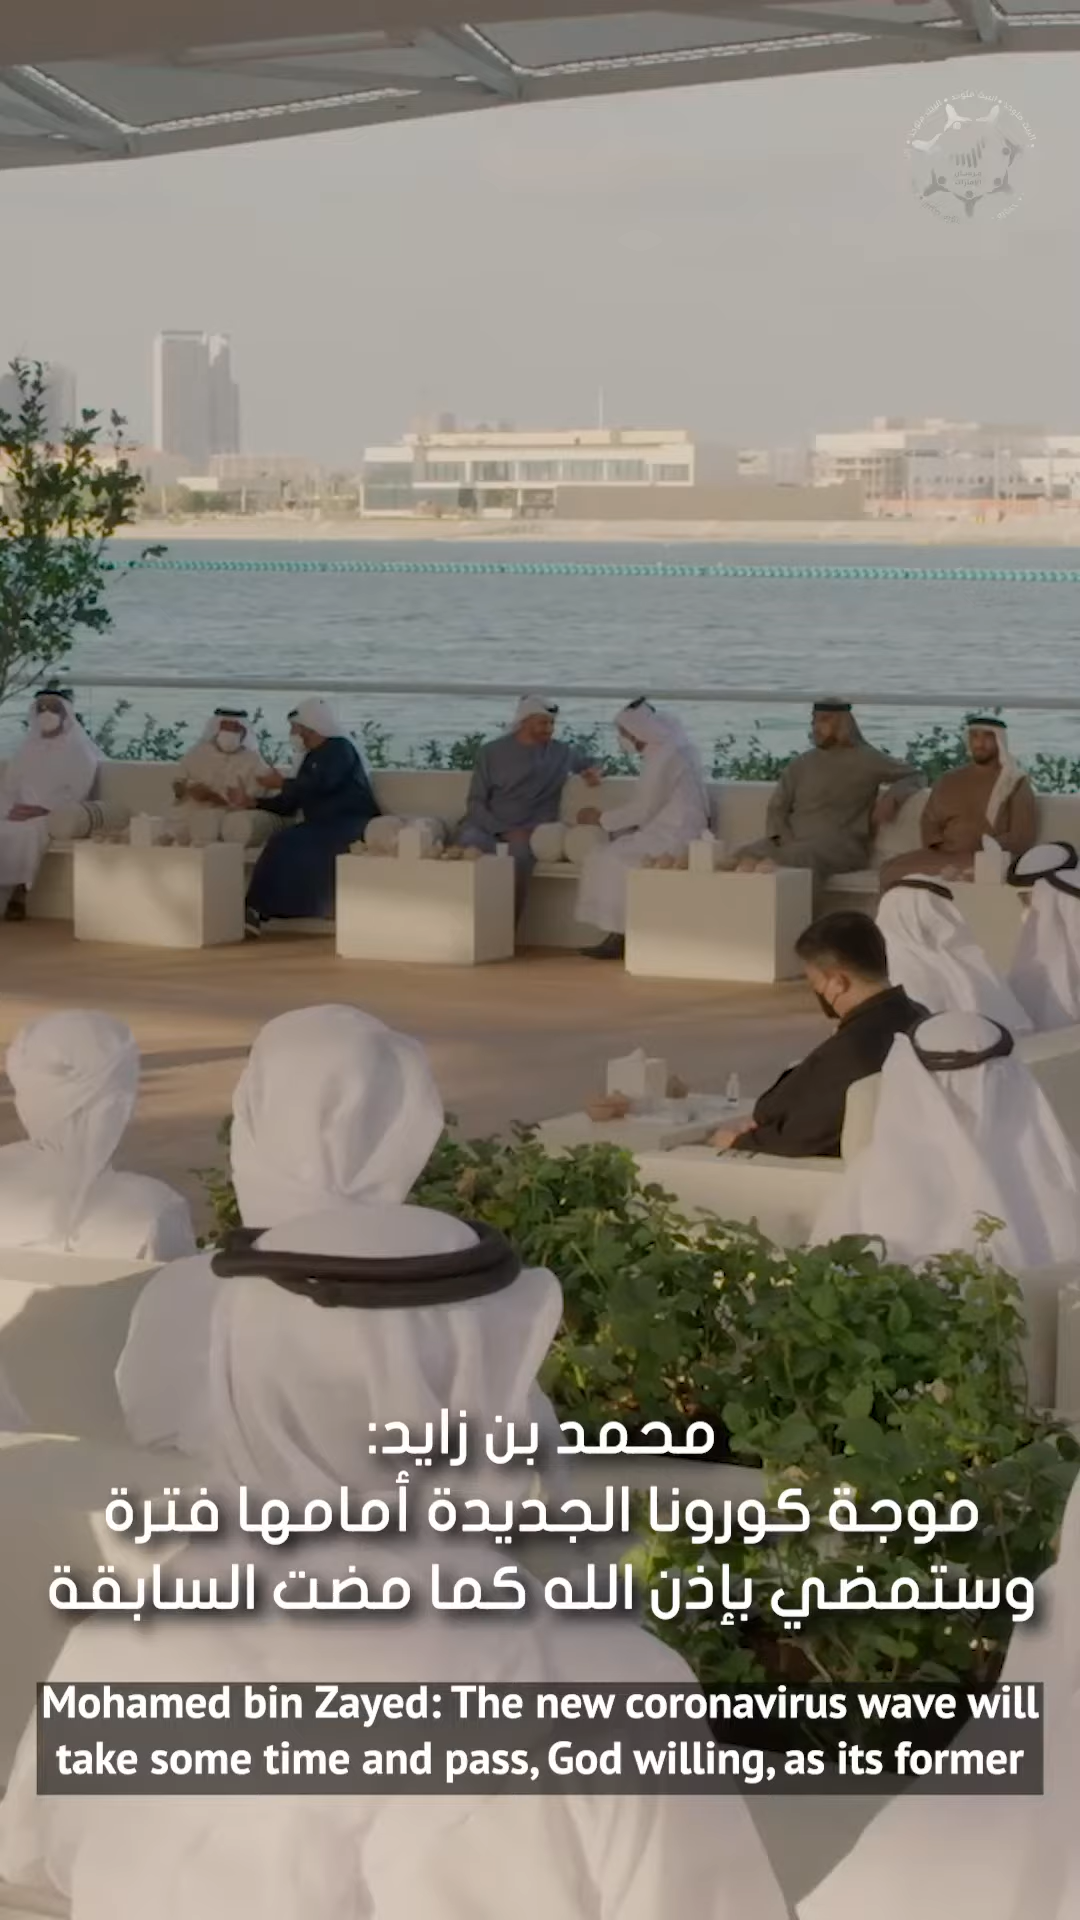 محمد بن زايد:
موجة كورونا الجديدة أمامها فترة
وستمضي بإذن الله كما مضت السابقة
Mohamed bin Zayed: The new coronavirus wave will
take some time and pass, God willing, as its former